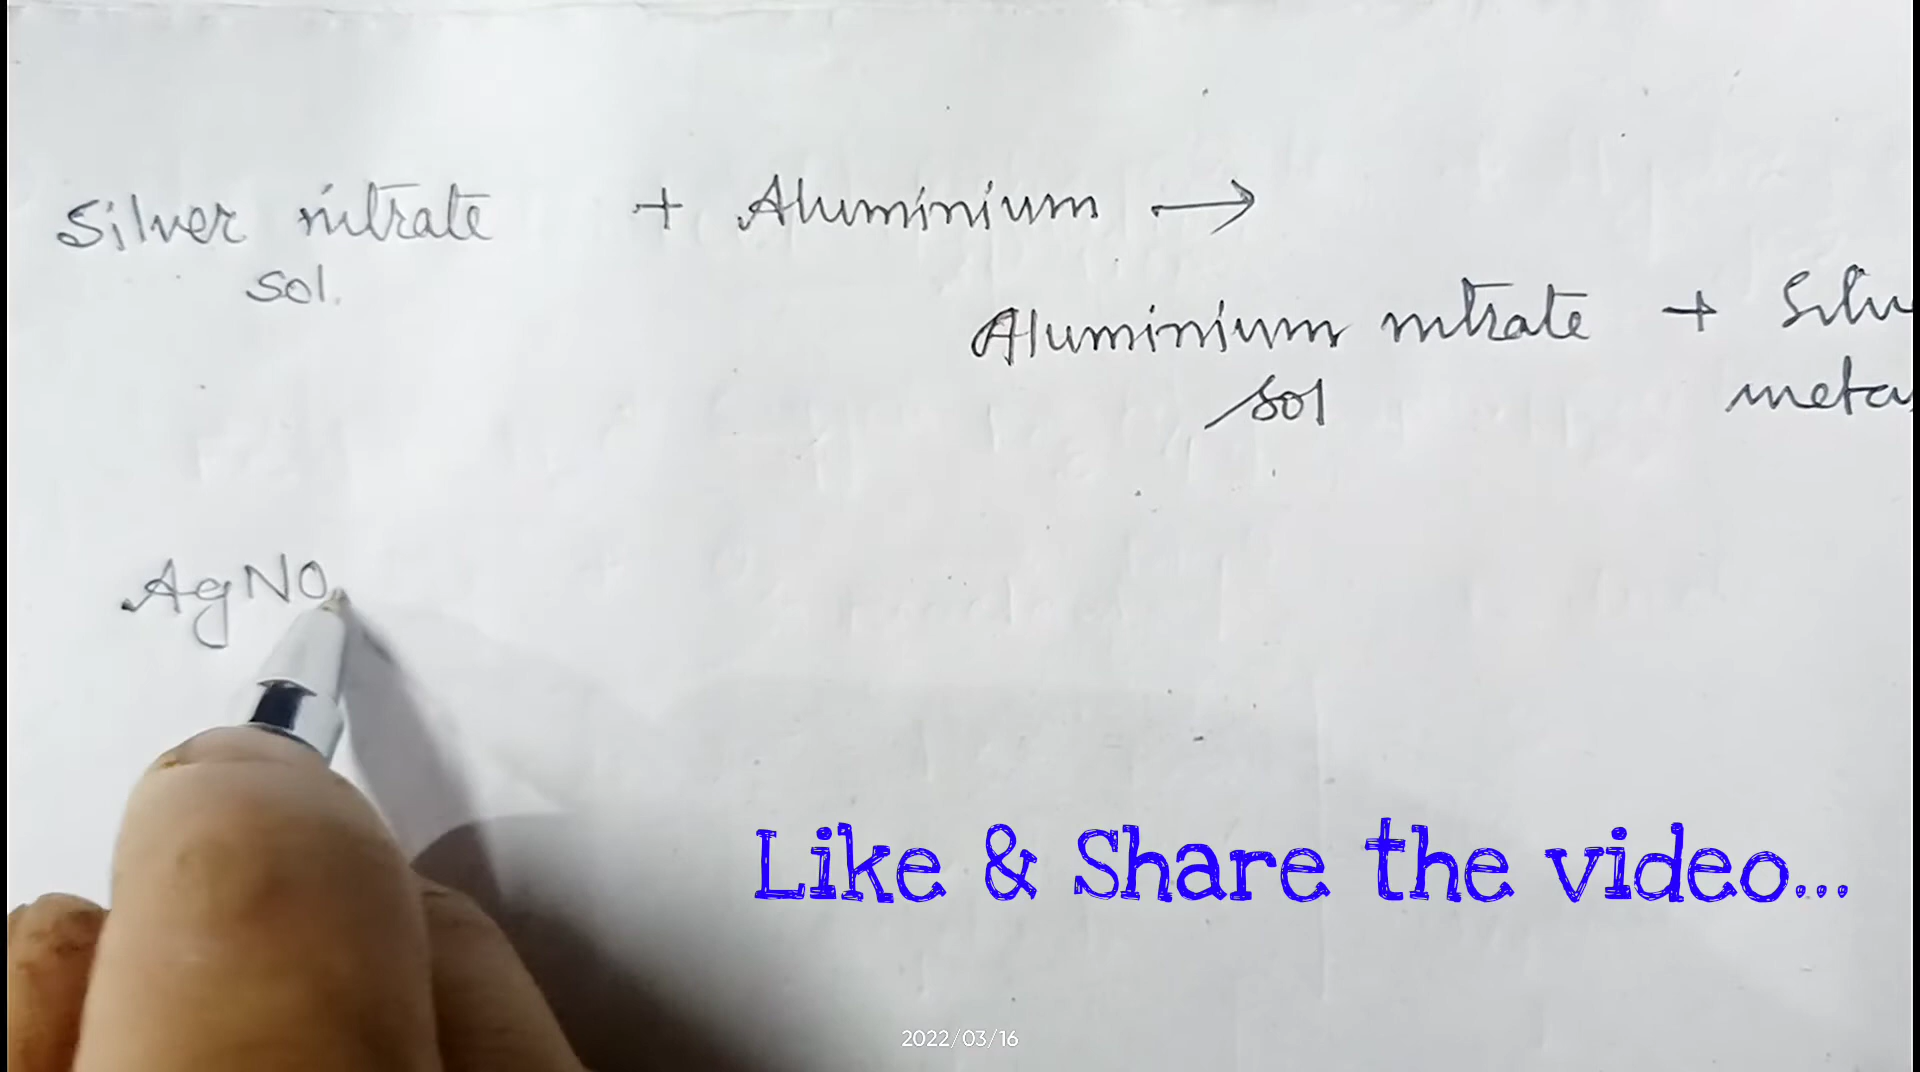 Silver nitrate + Aluminium →
sol.
Aluminium nitrate +
sol
AgNO
Like & Share the video...
2022/03/16